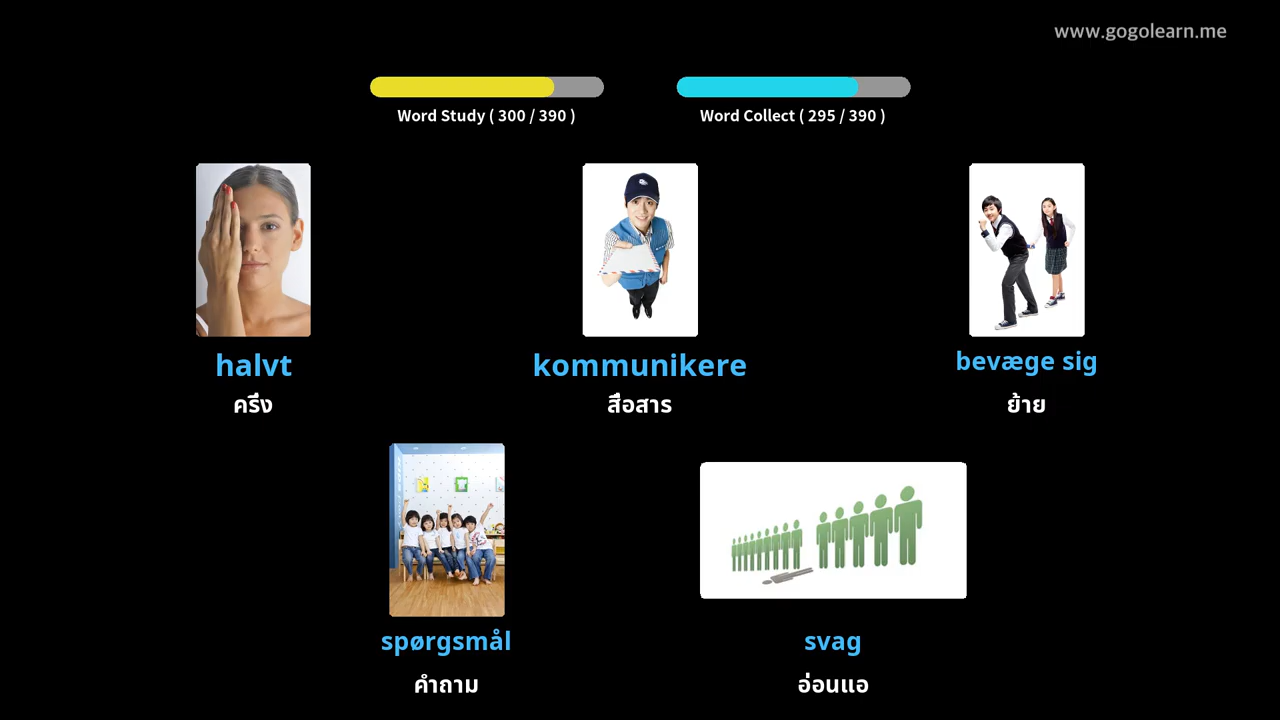 www.gogolearn.me
Word Study ( 300 / 390 )
Word Collect ( 295 / 390 )
halvt
ครึ่ง
kommunikere
สื่อสาร
bevæge sig
ย้าย
spørgsmål
คำถาม
svag
อ่อนแอ